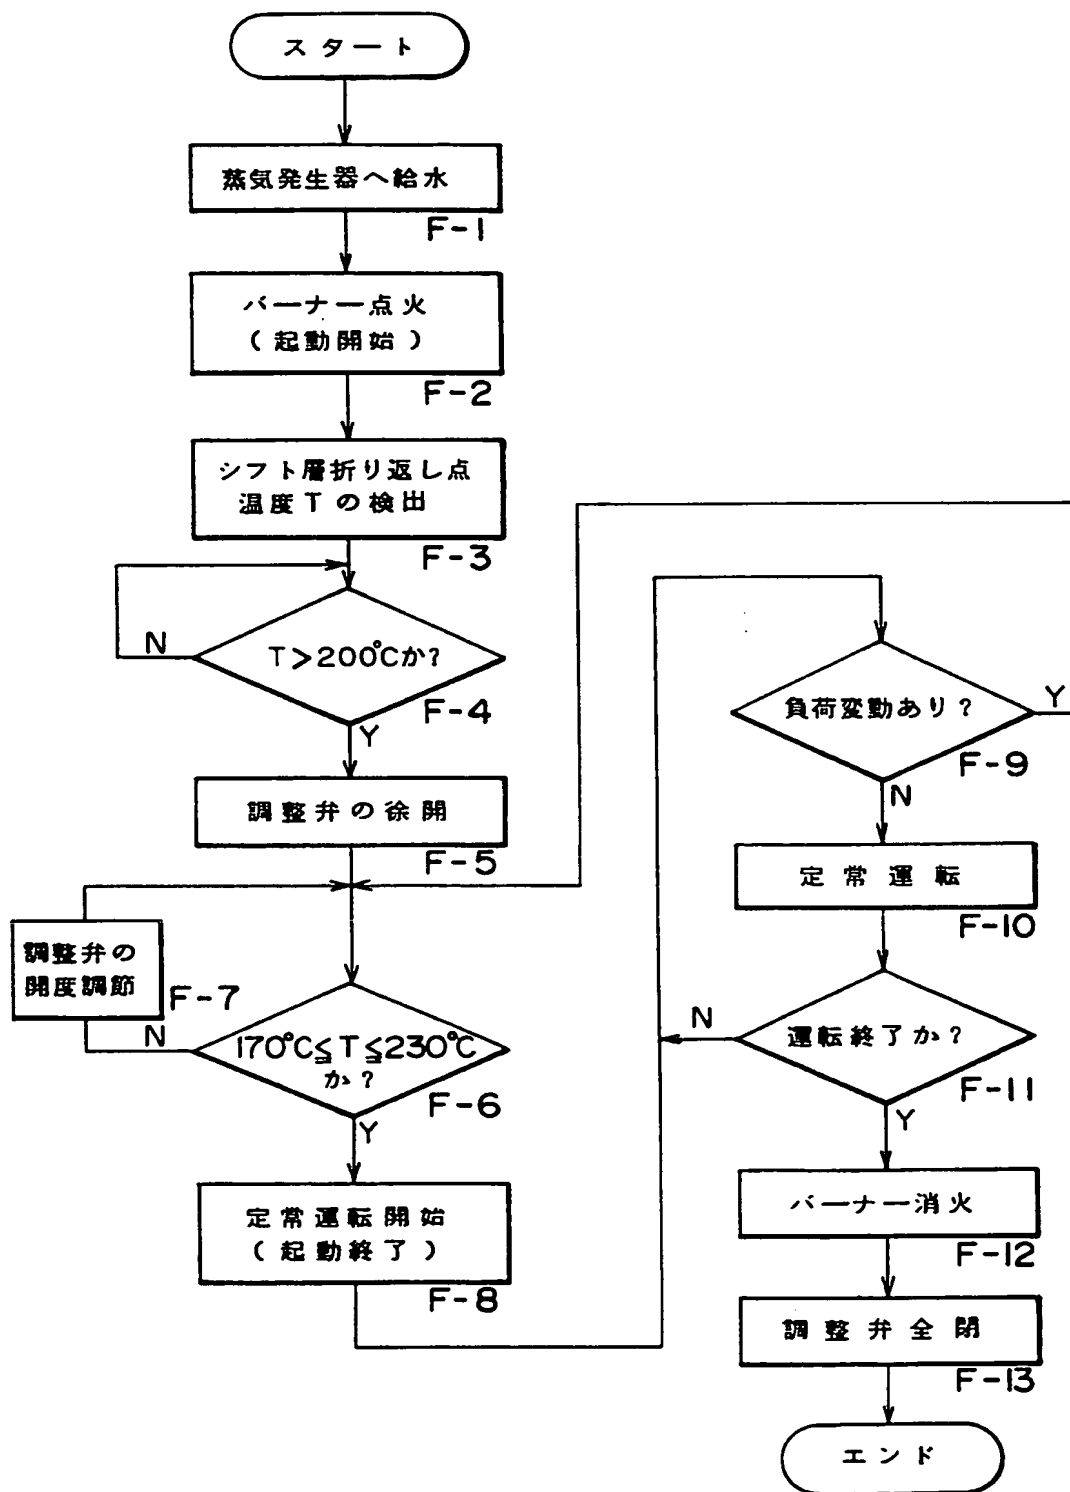 スタート
蒸気発生器へ給水
F-1
バーナー点火
(起動開始)
F-2
シフト層折り返し点
温度Tの検出
F-3
N
T>200℃か?
F-4
Y
調整弁の徐開
F-5
調整弁の
開度調節
F-7
N
170℃≦T≦230℃
か?
F-6
Y
定常運転開始
(起動終了)
F-8
負荷変動あり?
Y
F-9
N
定常運転
F-10
N
運転終了か?
F-11
Y
バーナー消火
F-12
調整弁全閉
F-13
エンド